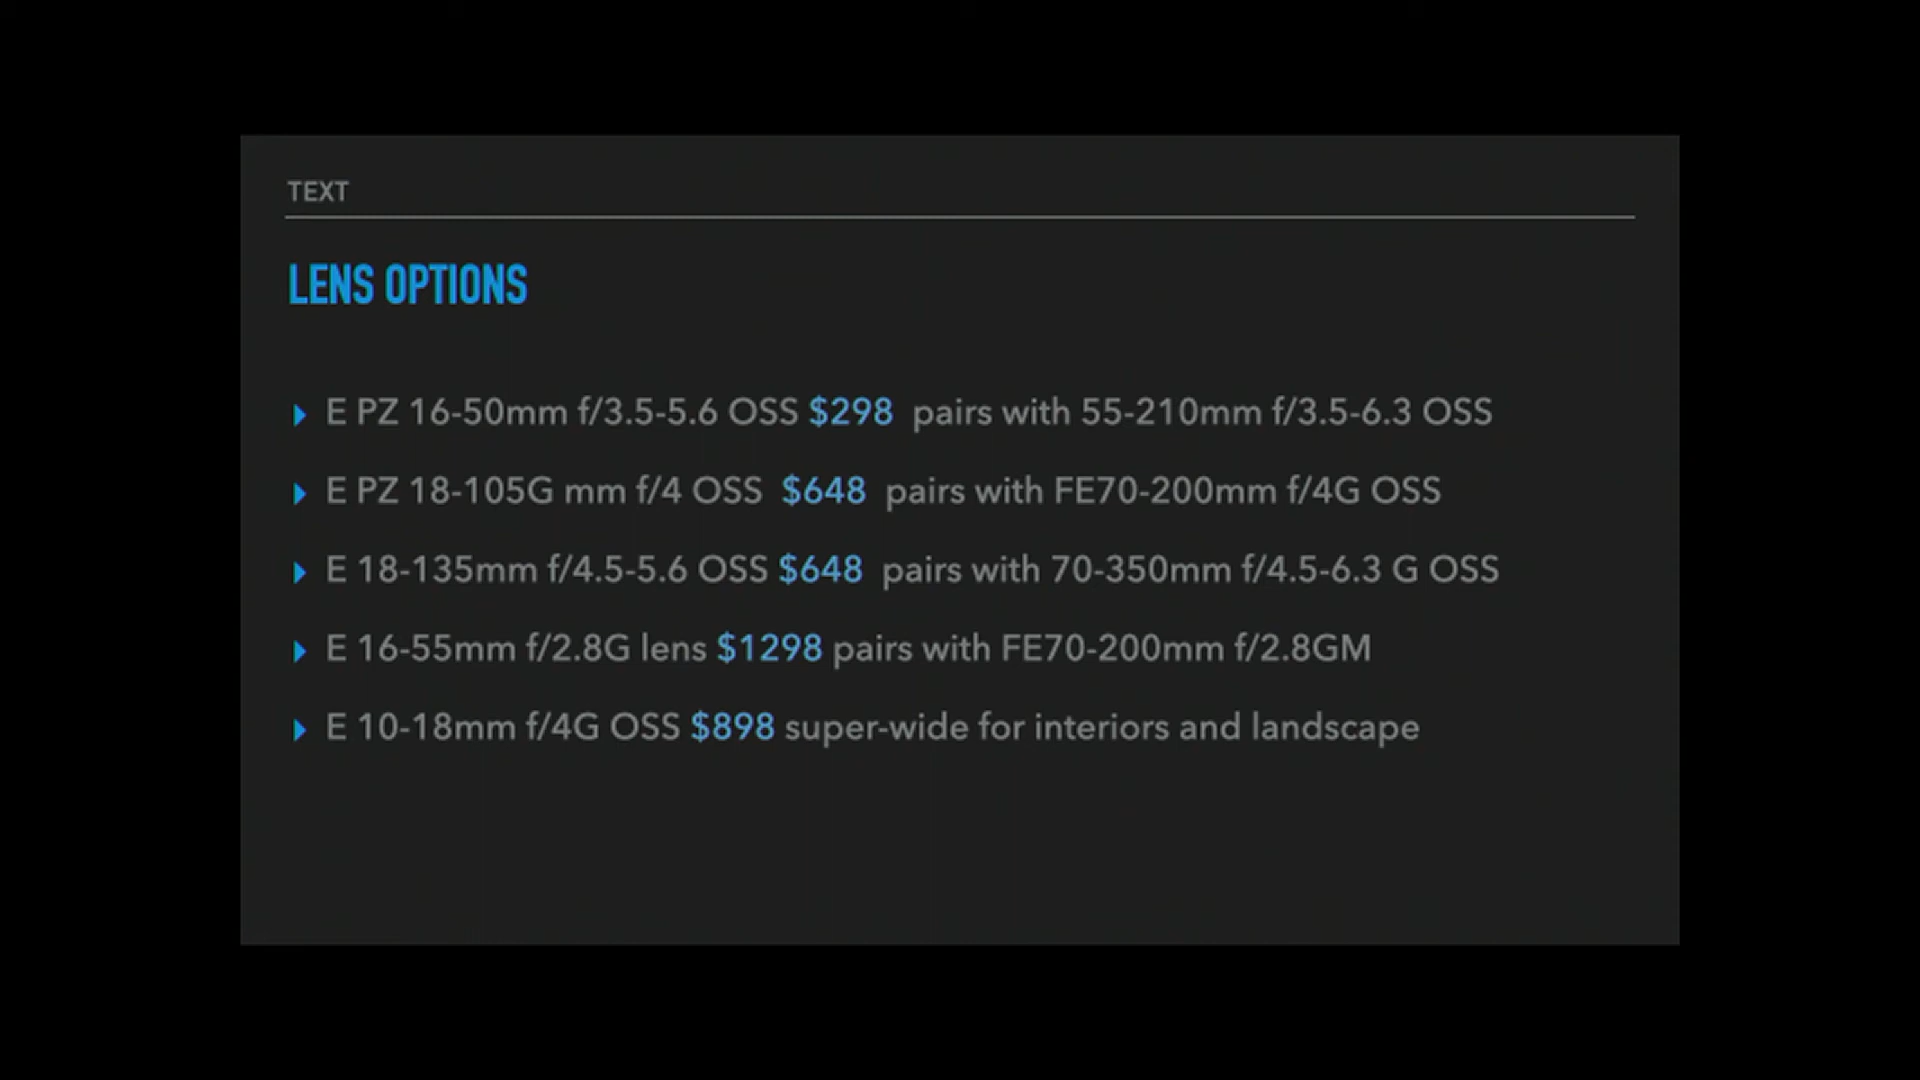 TEXT
LENS OPTIONS
E PZ 16-50mm f/3.5-5.6 OSS $298 pairs with 55-210mm f/3.5-6.3 OSS
E PZ 18-105G mm f/4 OSS $648 pairs with FE70-200mm f/4G OSS
E 18-135mm f/4.5-5.6 OSS $648 pairs with 70-350mm f/4.5-6.3 G OSS
E 16-55mm f/2.8G lens $1298 pairs with FE70-200mm f/2.8GM
E 10-18mm f/4G OSS $898 super-wide for interiors and landscape